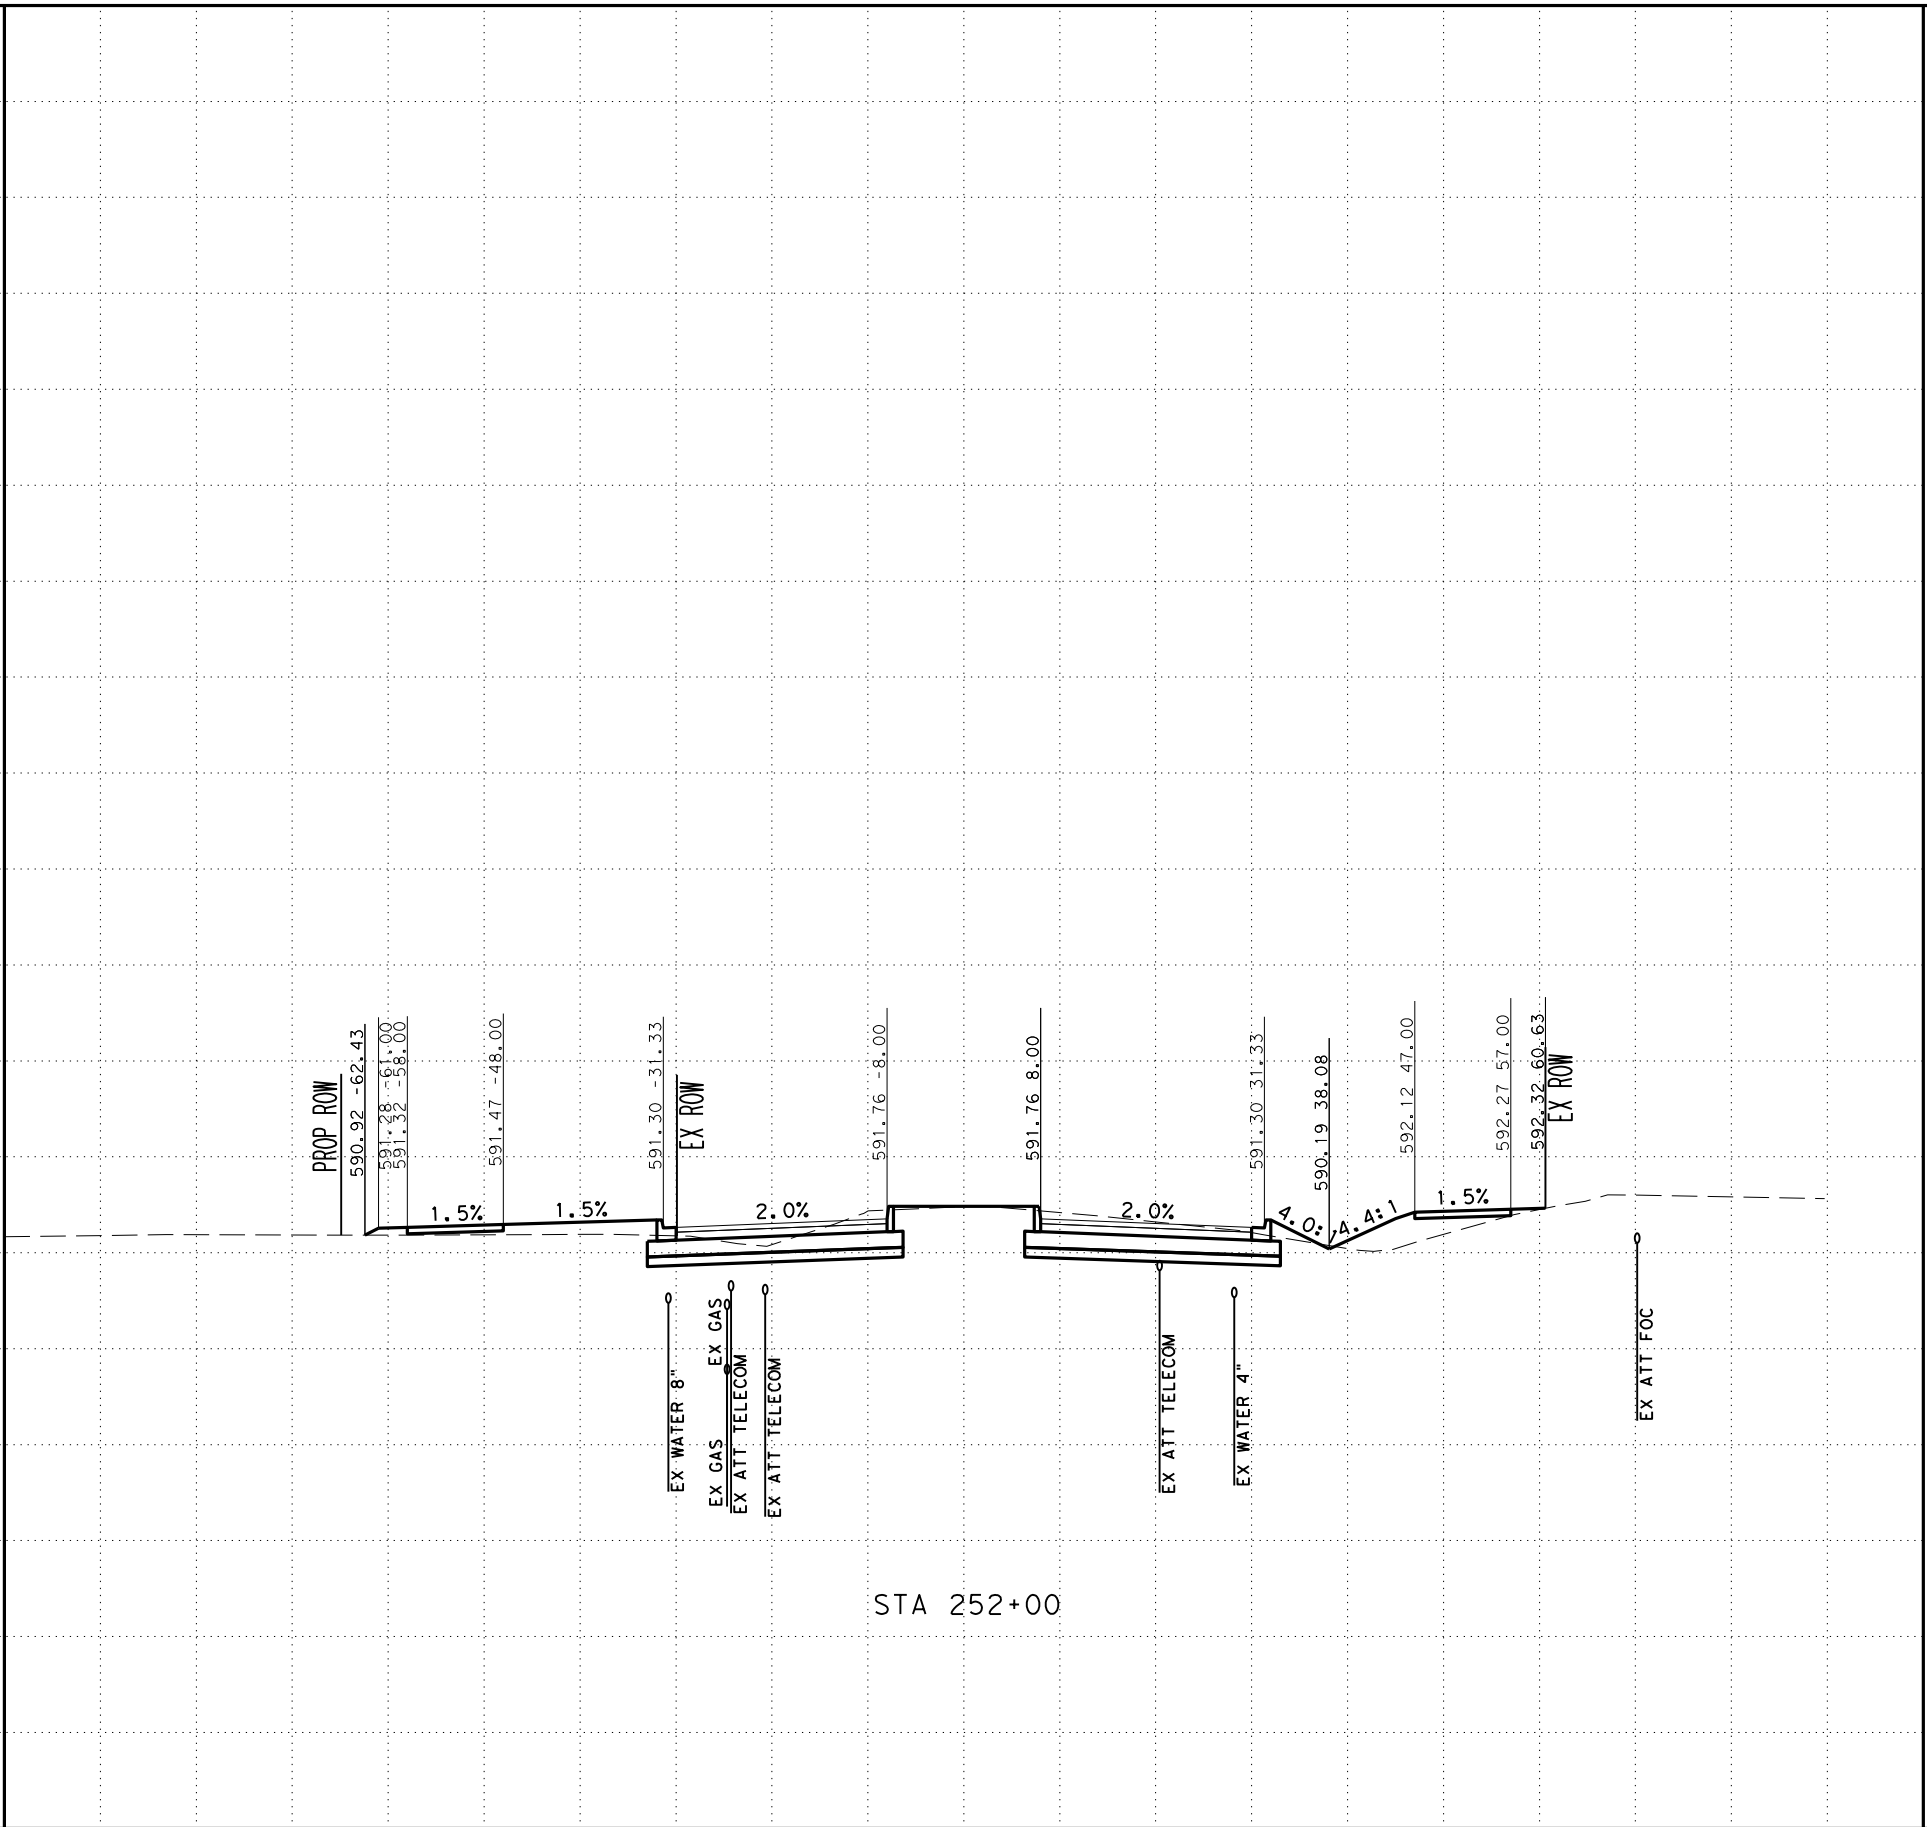 PROP ROW
590.92 -62.43
591.28 -61.00
591.32 -58.00
591.47 -48.00
591.30 -31.33
EX ROW
591.76 -8.00
591.76 8.00
591.30 31.33
590.19 38.08
592.12 47.00
592.27 57.00
592.32 60.63
EX ROW
1.5%
1.5%
2.0%
2.0%
4.0:
4.4:1
1.5%
EX WATER 8"
EX GAS
EX GAS
EX ATT TELECOM
EX ATT TELECOM
EX ATT TELECOM
EX WATER 4"
EX ATT FOC
STA 252+00